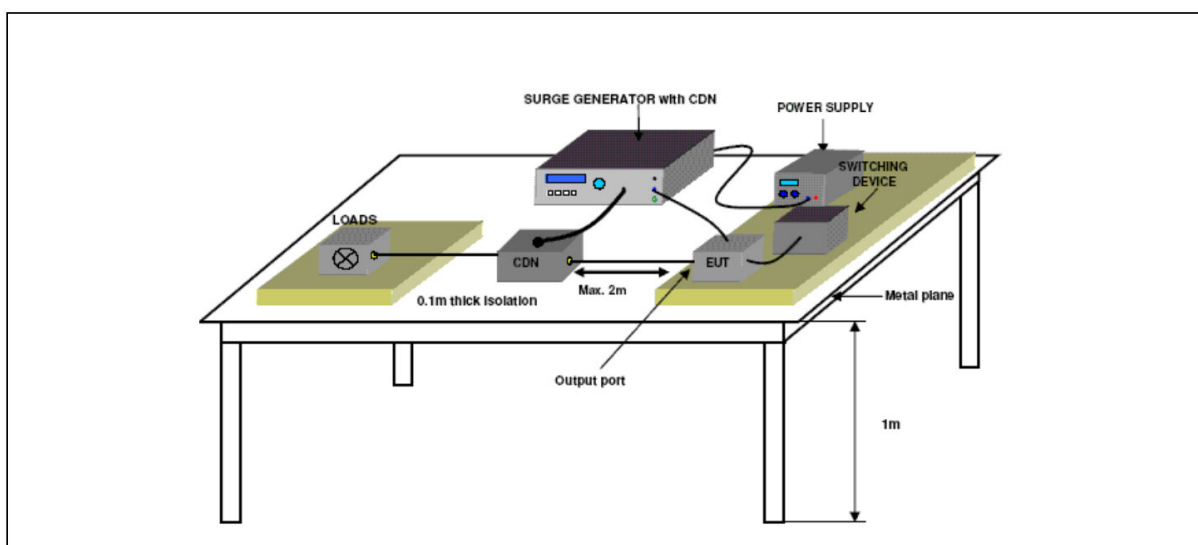 SURGE GENERATOR with CDN
POWER SUPPLY
SWITCHING
DEVICE
LOADS
CDN
EUT
Max. 2m
0.1m thick isolation
Metal plane
Output port
1m